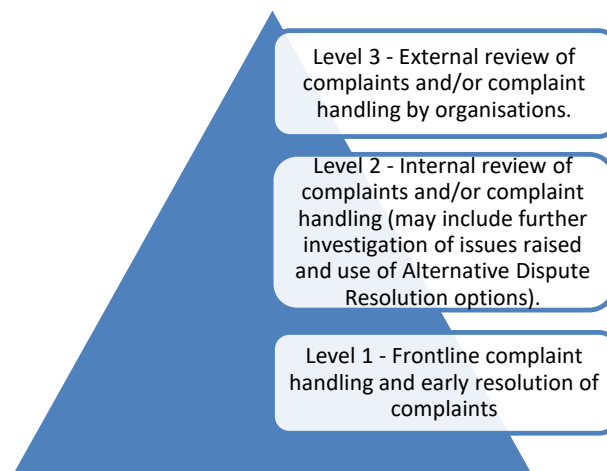 Level 3 - External review of
complaints and/or complaint
handling by organisations.
Level 2 - Internal review of
complaints and/or complaint
handling (may include further
investigation of issues raised
and use of Alternative Dispute
Resolution options).
Level 1 - Frontline complaint
handling and early resolution of
complaints